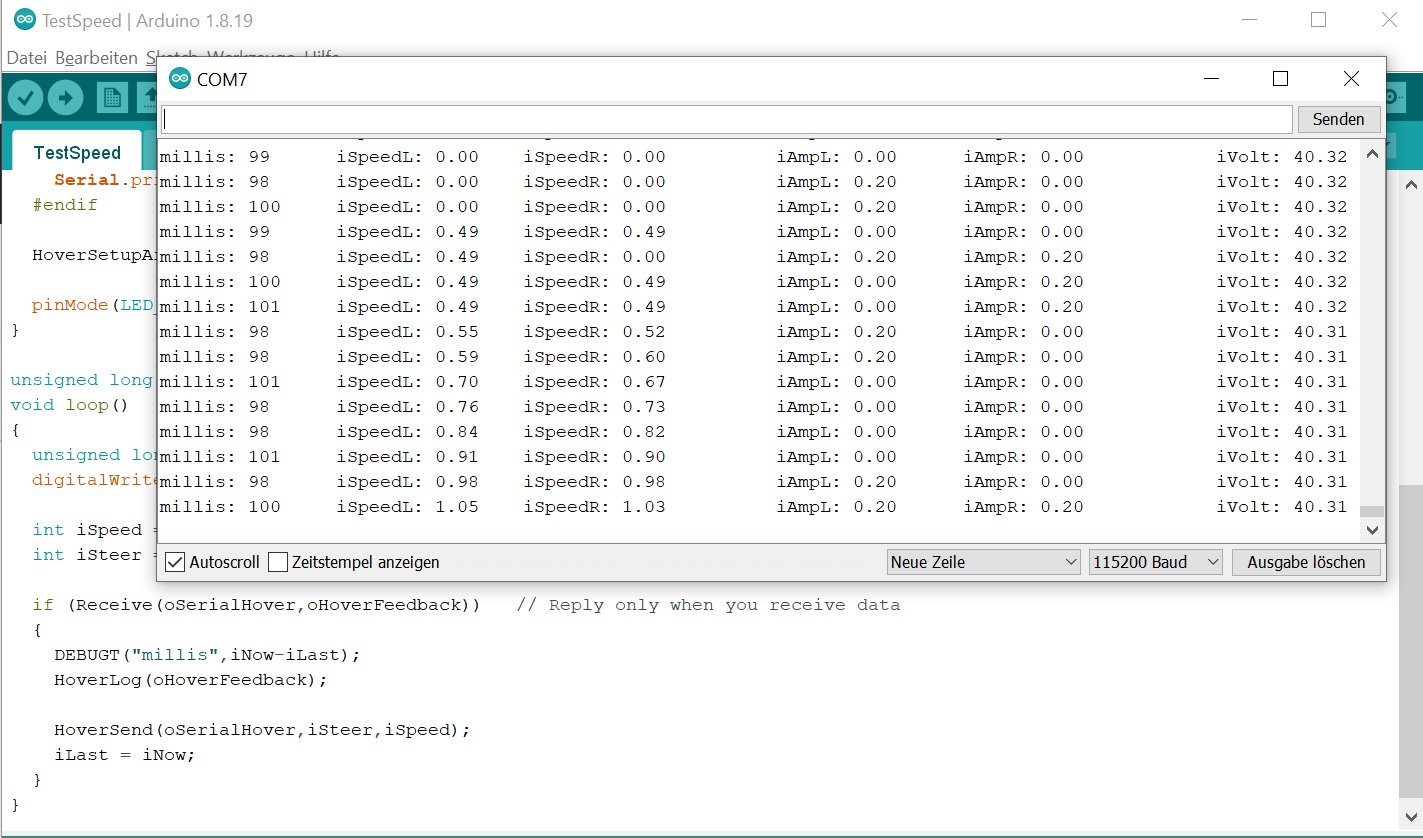 TestSpeed | Arduino 1.8.19
Datei Bearbeiten Sketch Werkzeuge Hilfe
COM7
Senden
TestSpeed
millis: 99 iSpeedL: 0.00 iSpeedR: 0.00 iAmpL: 0.00 iAmpR: 0.00 iVolt: 40.32
millis: 98 iSpeedL: 0.00 iSpeedR: 0.00 iAmpL: 0.20 iAmpR: 0.00 iVolt: 40.32
millis: 100 iSpeedL: 0.00 iSpeedR: 0.00 iAmpL: 0.20 iAmpR: 0.00 iVolt: 40.32
millis: 99 iSpeedL: 0.49 iSpeedR: 0.49 iAmpL: 0.00 iAmpR: 0.00 iVolt: 40.32
millis: 98 iSpeedL: 0.49 iSpeedR: 0.00 iAmpL: 0.20 iAmpR: 0.20 iVolt: 40.32
millis: 100 iSpeedL: 0.49 iSpeedR: 0.49 iAmpL: 0.00 iAmpR: 0.20 iVolt: 40.32
millis: 101 iSpeedL: 0.49 iSpeedR: 0.49 iAmpL: 0.00 iAmpR: 0.20 iVolt: 40.32
millis: 98 iSpeedL: 0.55 iSpeedR: 0.52 iAmpL: 0.20 iAmpR: 0.00 iVolt: 40.31
millis: 98 iSpeedL: 0.59 iSpeedR: 0.60 iAmpL: 0.20 iAmpR: 0.00 iVolt: 40.31
millis: 101 iSpeedL: 0.70 iSpeedR: 0.67 iAmpL: 0.00 iAmpR: 0.00 iVolt: 40.31
millis: 98 iSpeedL: 0.76 iSpeedR: 0.73 iAmpL: 0.00 iAmpR: 0.00 iVolt: 40.31
millis: 98 iSpeedL: 0.84 iSpeedR: 0.82 iAmpL: 0.00 iAmpR: 0.00 iVolt: 40.31
millis: 101 iSpeedL: 0.91 iSpeedR: 0.90 iAmpL: 0.00 iAmpR: 0.00 iVolt: 40.31
millis: 98 iSpeedL: 0.98 iSpeedR: 0.98 iAmpL: 0.20 iAmpR: 0.00 iVolt: 40.31
millis: 100 iSpeedL: 1.05 iSpeedR: 1.03 iAmpL: 0.20 iAmpR: 0.20 iVolt: 40.31
Autoscroll Zeitstempel anzeigen Neue Zeile 115200 Baud Ausgabe löschen
Serial.pri
#endif
HoverSetupA
pinMode(LED_
}
unsigned long
void loop()
{
unsigned lon
digitalWrite
int iSpeed =
int iSteer =
if (Receive(oSerialHover,oHoverFeedback)) // Reply only when you receive data
{
DEBUGT("millis",iNow-iLast);
HoverLog(oHoverFeedback);
HoverSend(oSerialHover,iSteer,iSpeed);
iLast = iNow;
}
}